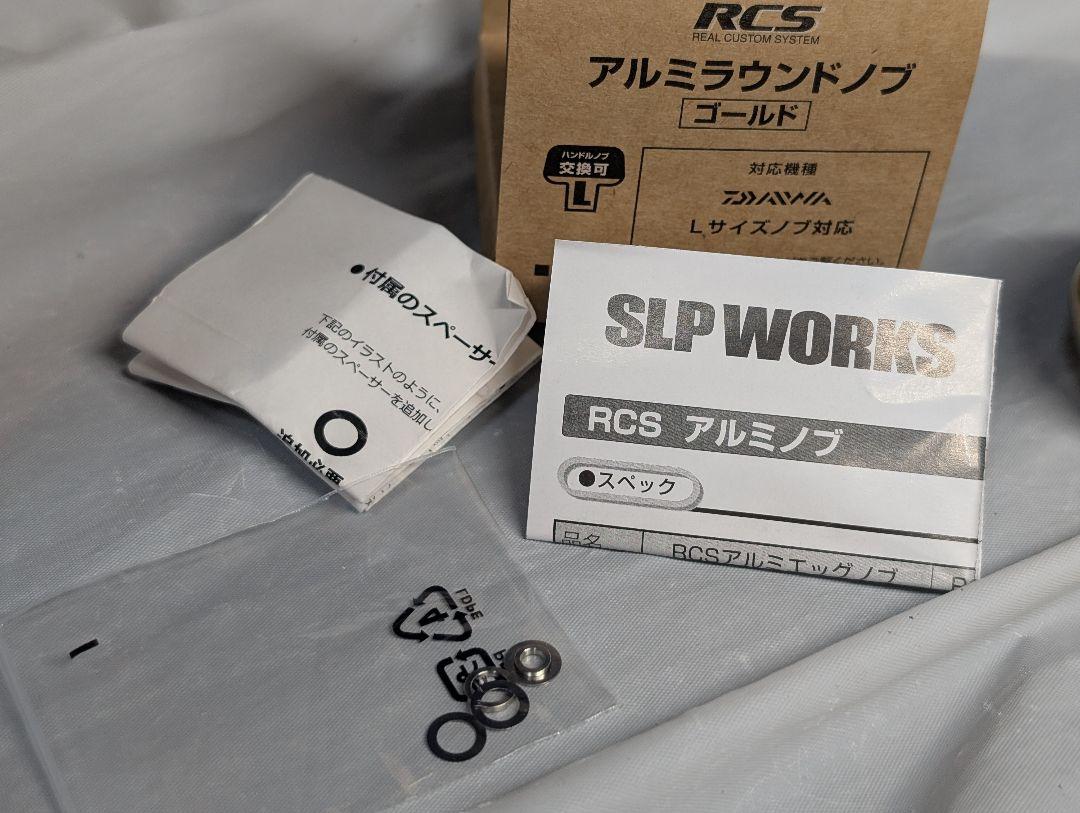 RCS
REAL CUSTOM SYSTEM
アルミラウンドノブ
ゴールド
ハンドルノブ
交換可
L
対応機種
DAIWA
Lサイズノブ対応
ください。
●付属のスペーサー
下記のイラストのように、
付属のスペーサーを追加し
SLP WORKS
RCS アルミノブ
●スペック
品名
RCSアルミエッグノブ
R
LDPE